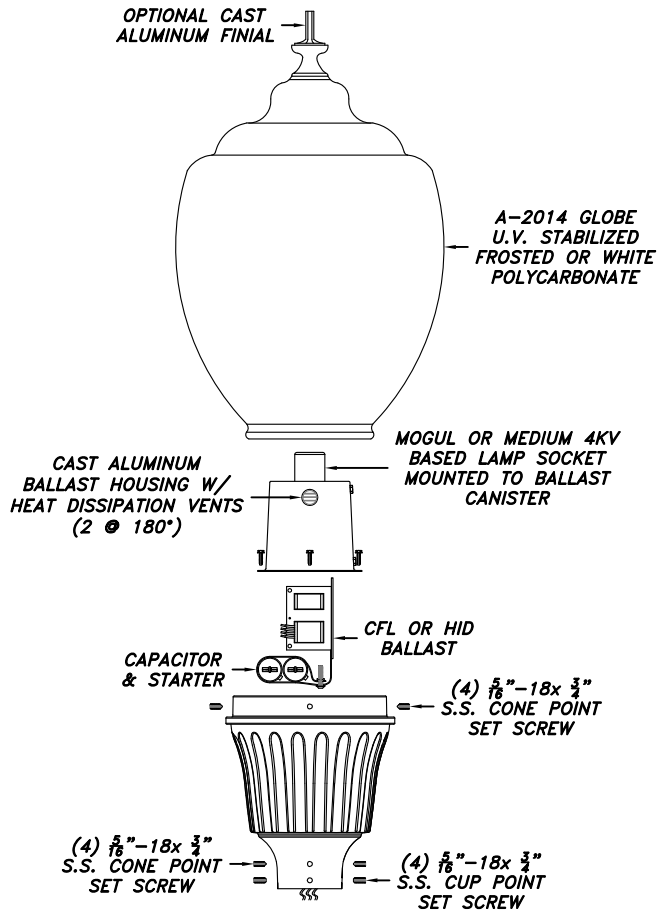 OPTIONAL CAST
ALUMINUM FINIAL
A-2014 GLOBE
U.V. STABILIZED
FROSTED OR WHITE
POLYCARBONATE
MOGUL OR MEDIUM 4KV
BASED LAMP SOCKET
MOUNTED TO BALLAST
CANISTER
CAST ALUMINUM
BALLAST HOUSING W/
HEAT DISSIPATION VENTS
(2 @ 180°)
CFL OR HID
BALLAST
CAPACITOR
& STARTER
(4) 5/16"-18x 3/4"
S.S. CONE POINT
SET SCREW
(4) 5/16"-18x 3/4"
S.S. CONE POINT
SET SCREW
(4) 5/16"-18x 3/4"
S.S. CUP POINT
SET SCREW